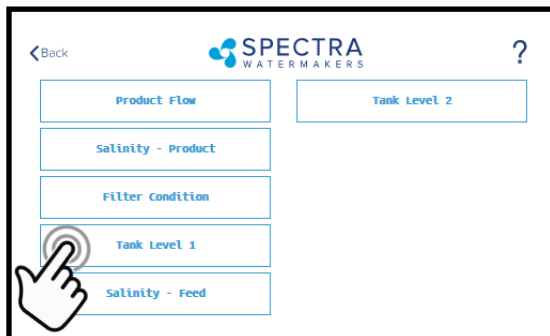 Back
SPECTRA
WATERMAKERS
?
Product Flow
Tank Level 2
Salinity - Product
Filter Condition
Tank Level 1
Salinity - Feed